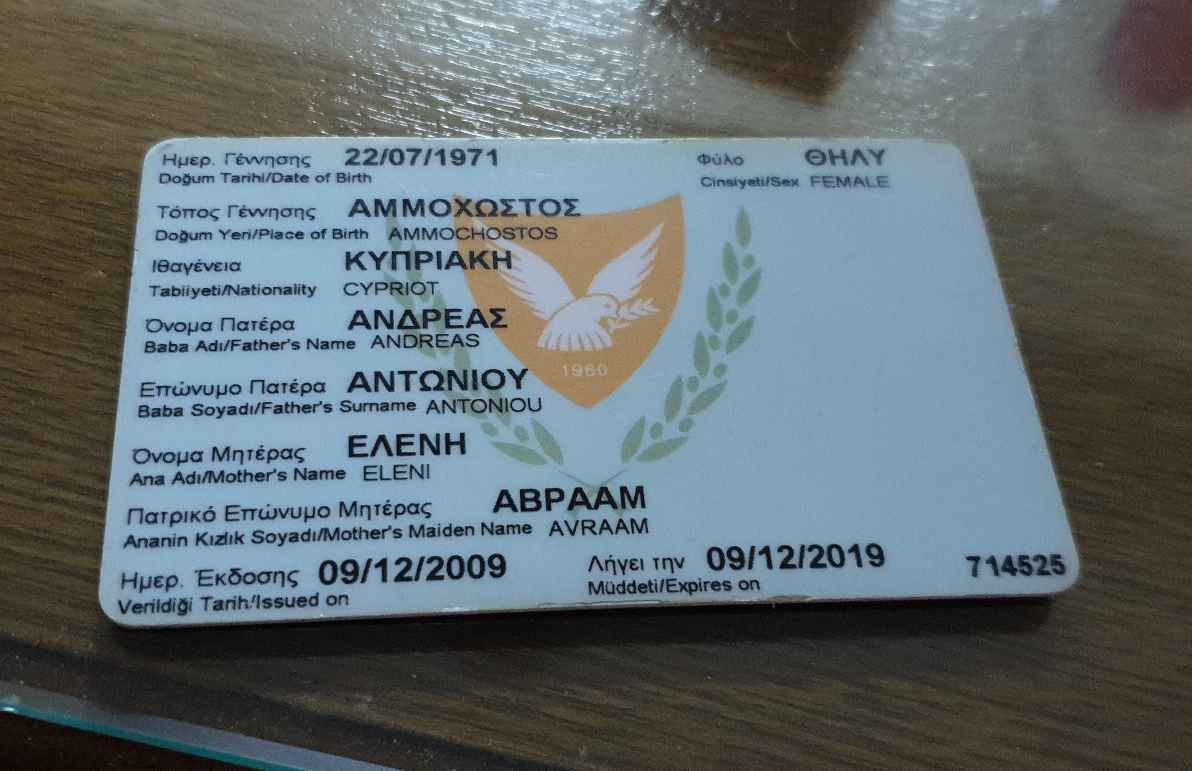 Ημερ. Γέννησης 22/07/1971 Φύλο ΘΗΛΥ
Doğum Tarihi/Date of Birth Cinsiyeti/Sex FEMALE
Τόπος Γέννησης ΑΜΜΟΧΩΣΤΟΣ
Doğum Yeri/Place of Birth AMMOCHOSTOS
Ιθαγένεια ΚΥΠΡΙΑΚΗ
Tabiiyeti/Nationality CYPRIOT
Όνομα Πατέρα ΑΝΔΡΕΑΣ
Baba Adı/Father's Name ANDREAS
Επώνυμο Πατέρα ΑΝΤΩΝΙΟΥ
Baba Soyadı/Father's Surname ANTONIOU
1960
Όνομα Μητέρας ΕΛΕΝΗ
Ana Adı/Mother's Name ELENI
Πατρικό Επώνυμο Μητέρας ΑΒΡΑΑΜ
Ananin Kızlık Soyadı/Mother's Maiden Name AVRAAM
Ημερ. Έκδοσης 09/12/2009 Λήγει την 09/12/2019 714525
Verildiği Tarih/Issued on Müddeti/Expires on